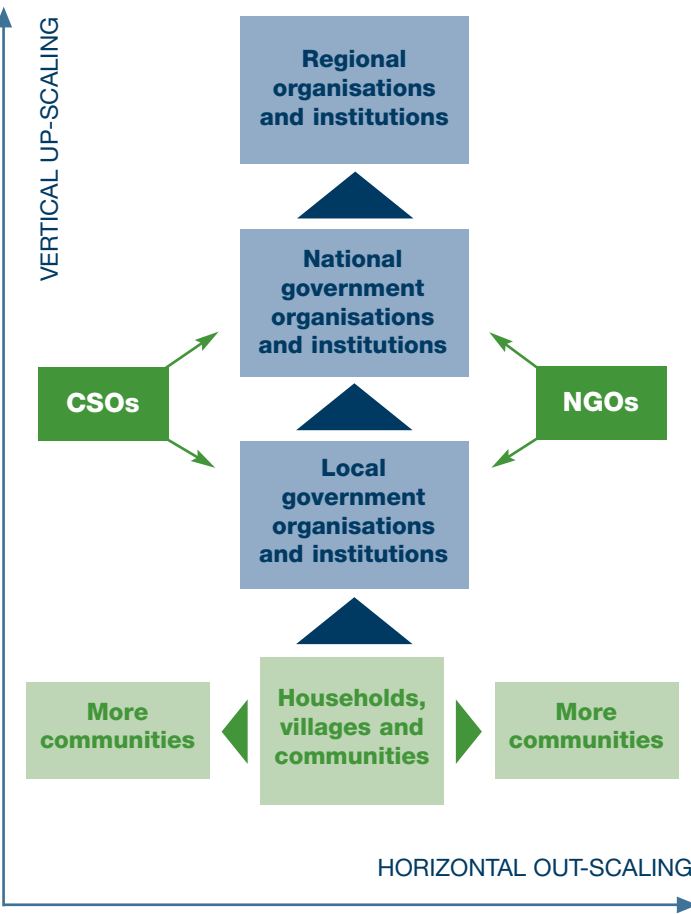 VERTICAL UP-SCALING
Regional
organisations
and institutions
National
government
organisations
and institutions
CSOs
NGOs
Local
government
organisations
and institutions
More
communities
Households,
villages and
communities
More
communities
HORIZONTAL OUT-SCALING